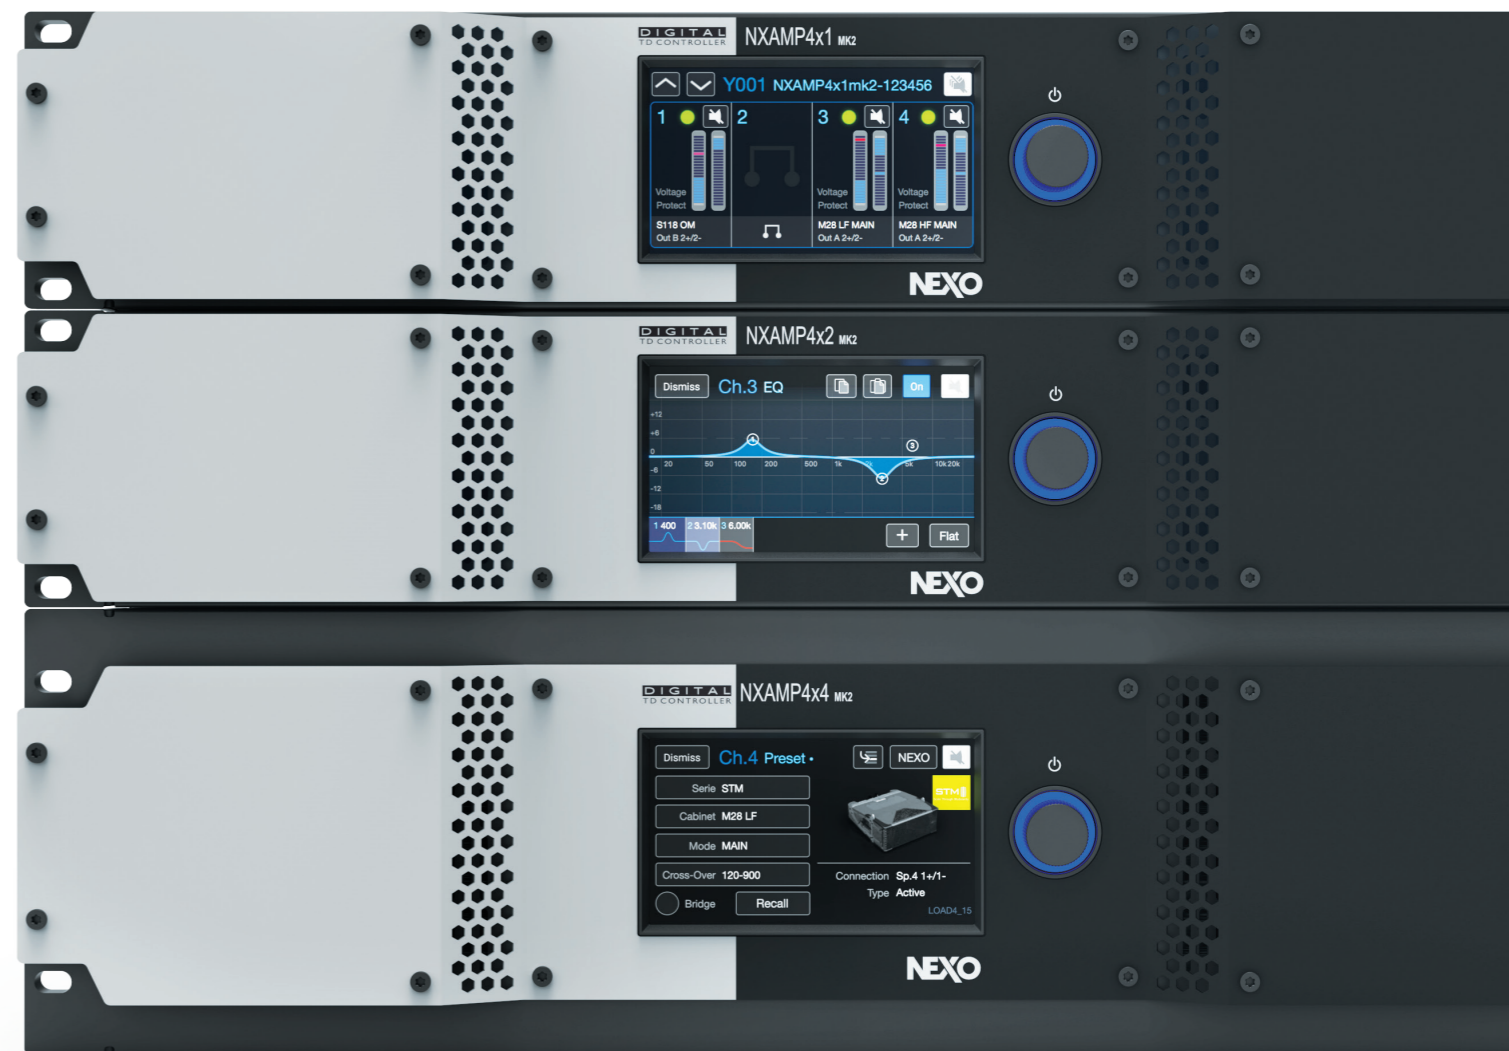 DIGITAL
TD CONTROLLER
NXAMP4x1 MK2
Y001 NXAMP4x1mk2-123456
1 2 3 4
Voltage Voltage Voltage
Protect Protect Protect
S118 OM M28 LF MAIN M28 HF MAIN
Out B 2+/2- Out A 2+/2- Out A 2+/2-
NEXO
DIGITAL
TD CONTROLLER
NXAMP4x2 MK2
Dismiss Ch.3 EQ On
+12
+6
3
0
20 50 100 200 500 1k 5k 10k 20k
-6
-12
-18
1 400 2 3.10k 3 6.00k
+ Flat
NEXO
DIGITAL
TD CONTROLLER
NXAMP4x4 MK2
Dismiss Ch.4 Preset • NEXO
Serie STM
STM
Cabinet M28 LF
Mode MAIN
Cross-Over 120-900
Connection Sp.4 1+/1-
Type Active
Bridge Recall
LOAD4_15
NEXO